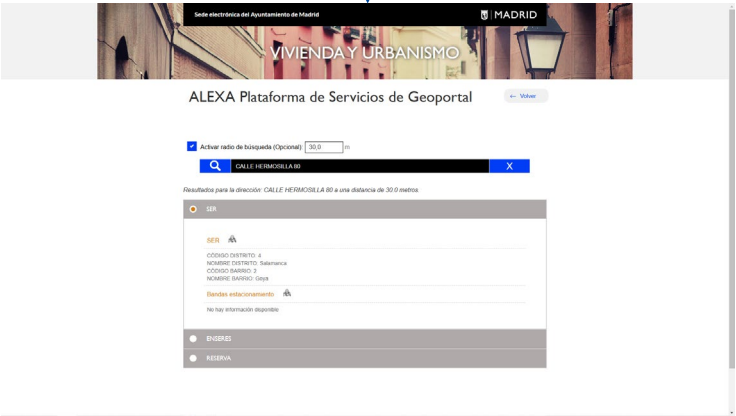 Sede electrónica del Ayuntamiento de Madrid
MADRID
VIVIENDA Y URBANISMO
ALEXA Plataforma de Servicios de Geoportal
← Volver
Activar radio de búsqueda (Opcional) 30,0 m
CALLE HERMOSILLA 80 X
Resultados para la dirección: CALLE HERMOSILLA 80 a una distancia de 30.0 metros
SER
SER
CÓDIGO DISTRITO: 4
NOMBRE DISTRITO: Salamanca
CÓDIGO BARRIO: 2
NOMBRE BARRIO: Goya
Bandas estacionamiento
No hay información disponible
ENSERES
RESERVA